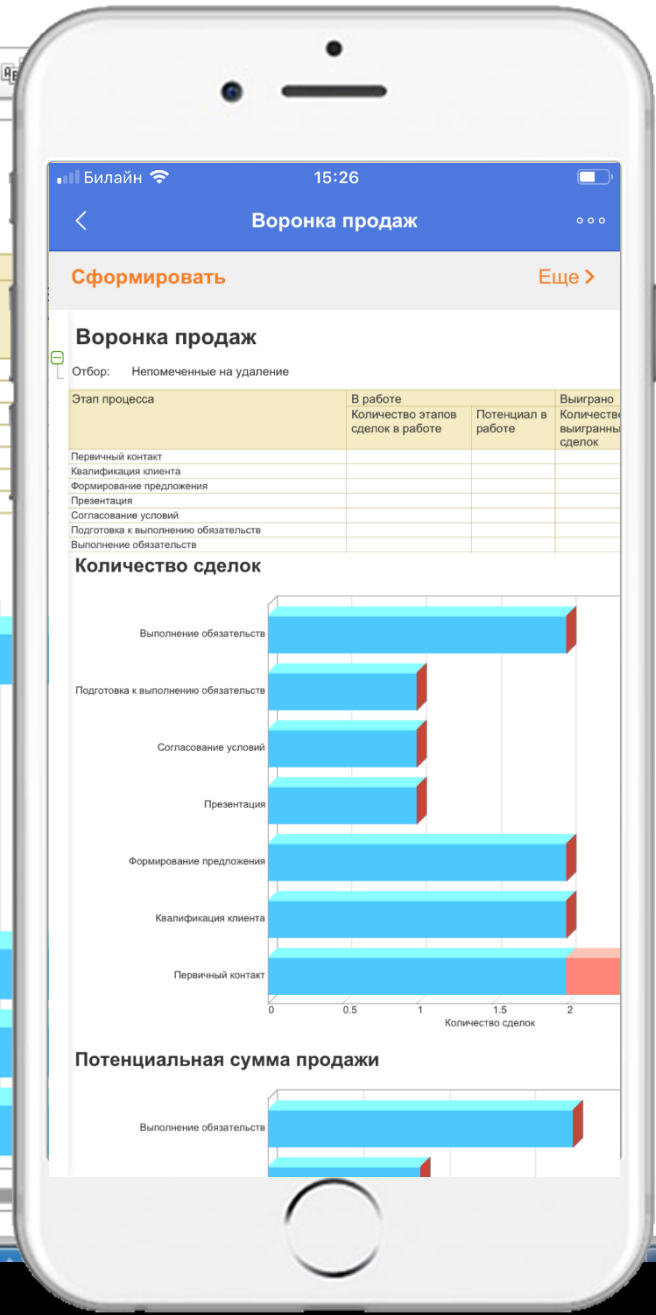 Билайн 15:26
Воронка продаж
Сформировать Еще
Воронка продаж
Отбор: Непомеченные на удаление
Этап процесса В работе Выиграно
Количество этапов сделок в работе Потенциал в работе выигранны сделок
Первичный контакт
Квалификация клиента
Формирование предложения
Презентация
Согласование условий
Подготовка к выполнению обязательств
Выполнение обязательств
Количество сделок
Выполнение обязательств
Подготовка к выполнению обязательств
Согласование условий
Презентация
Формирование предложения
Квалификация клиента
Первичный контакт
0 0.5 1 1.5 2
Количество сделок
Потенциальная сумма продажи
Выполнение обязательств